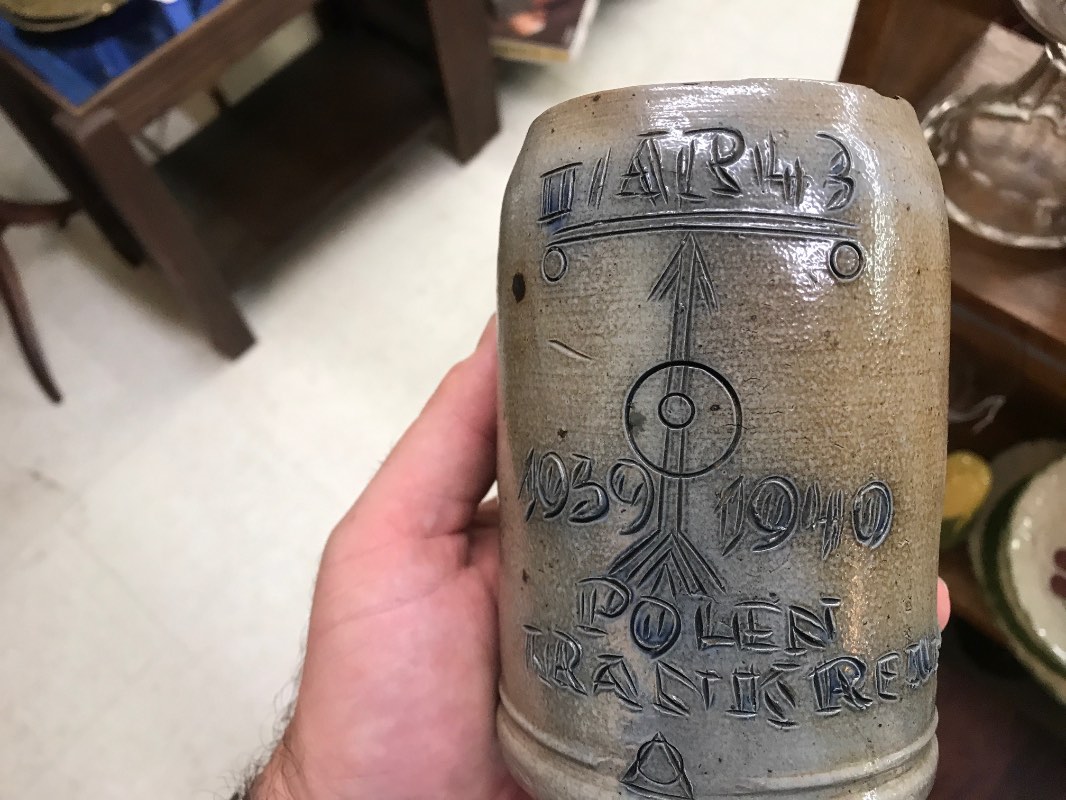 II/AR43
1939 1940
POLEN
FRANKREI